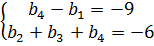 b₄ − b₁ = −9
b₂ + b₃ + b₄ = −6